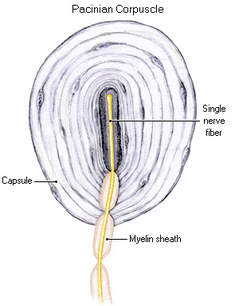 Pacinian Corpuscle
Single
nerve
fiber
Capsule
Myelin sheath